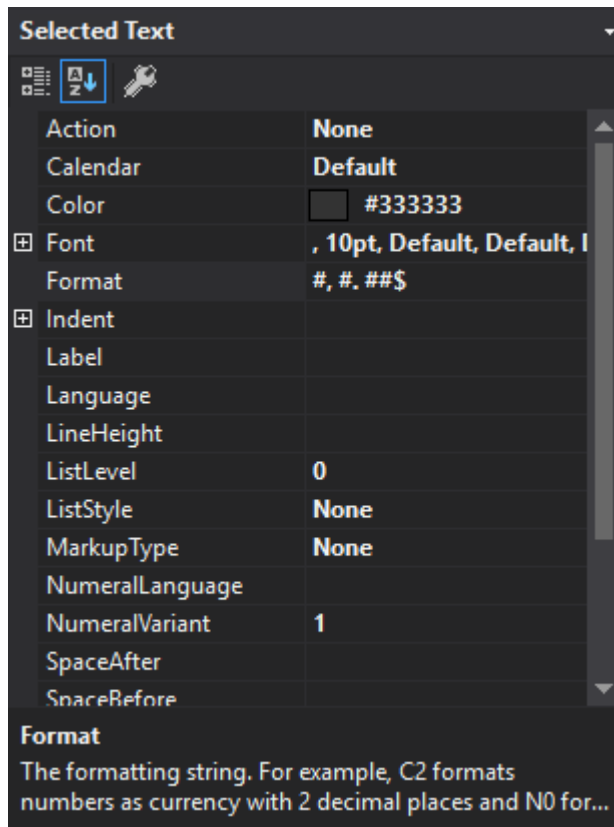 Selected Text
Action None
Calendar Default
Color #333333
Font , 10pt, Default, Default, I
Format #, #. ##$
Indent
Label
Language
LineHeight
ListLevel 0
ListStyle None
MarkupType None
NumeralLanguage
NumeralVariant 1
SpaceAfter
SpaceBefore
Format
The formatting string. For example, C2 formats
numbers as currency with 2 decimal places and N0 for...